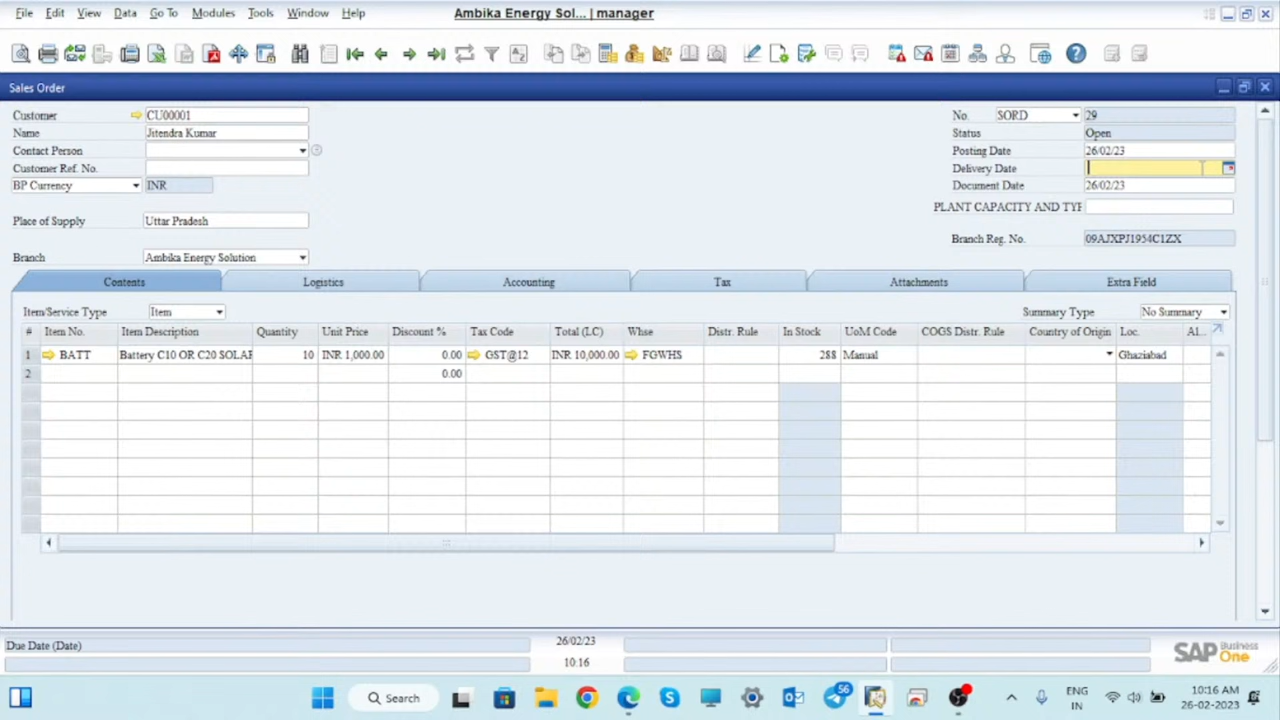 File Edit View Data Go To Modules Tools Window Help Ambika Energy Sol... | manager
Sales Order
Customer CU00001 No. SORD 29
Name Jitendra Kumar Status Open
Contact Person Posting Date 26/02/23
Customer Ref. No. Delivery Date
BP Currency INR Document Date 26/02/23
PLANT CAPACITY AND TYP
Place of Supply Uttar Pradesh
Branch Reg. No. 09AJXPJ1954C1ZX
Branch Ambika Energy Solution
Contents Logistics Accounting Tax Attachments Extra Field
Item/Service Type Item Summary Type No Summary
# Item No. Item Description Quantity Unit Price Discount % Tax Code Total (LC) Whse Distr. Rule In Stock UoM Code COGS Distr. Rule Country of Origin Loc. Al...
1 BATT Battery C10 OR C20 SOLAR 10 INR 1,000.00 0.00 GST@12 INR 10,000.00 FGWHS 288 Manual Ghaziabad
2 0.00
Due Date (Date) 26/02/23
10:16
SAP Business One
Search 56 ENG IN 10:16 AM 26-02-2023